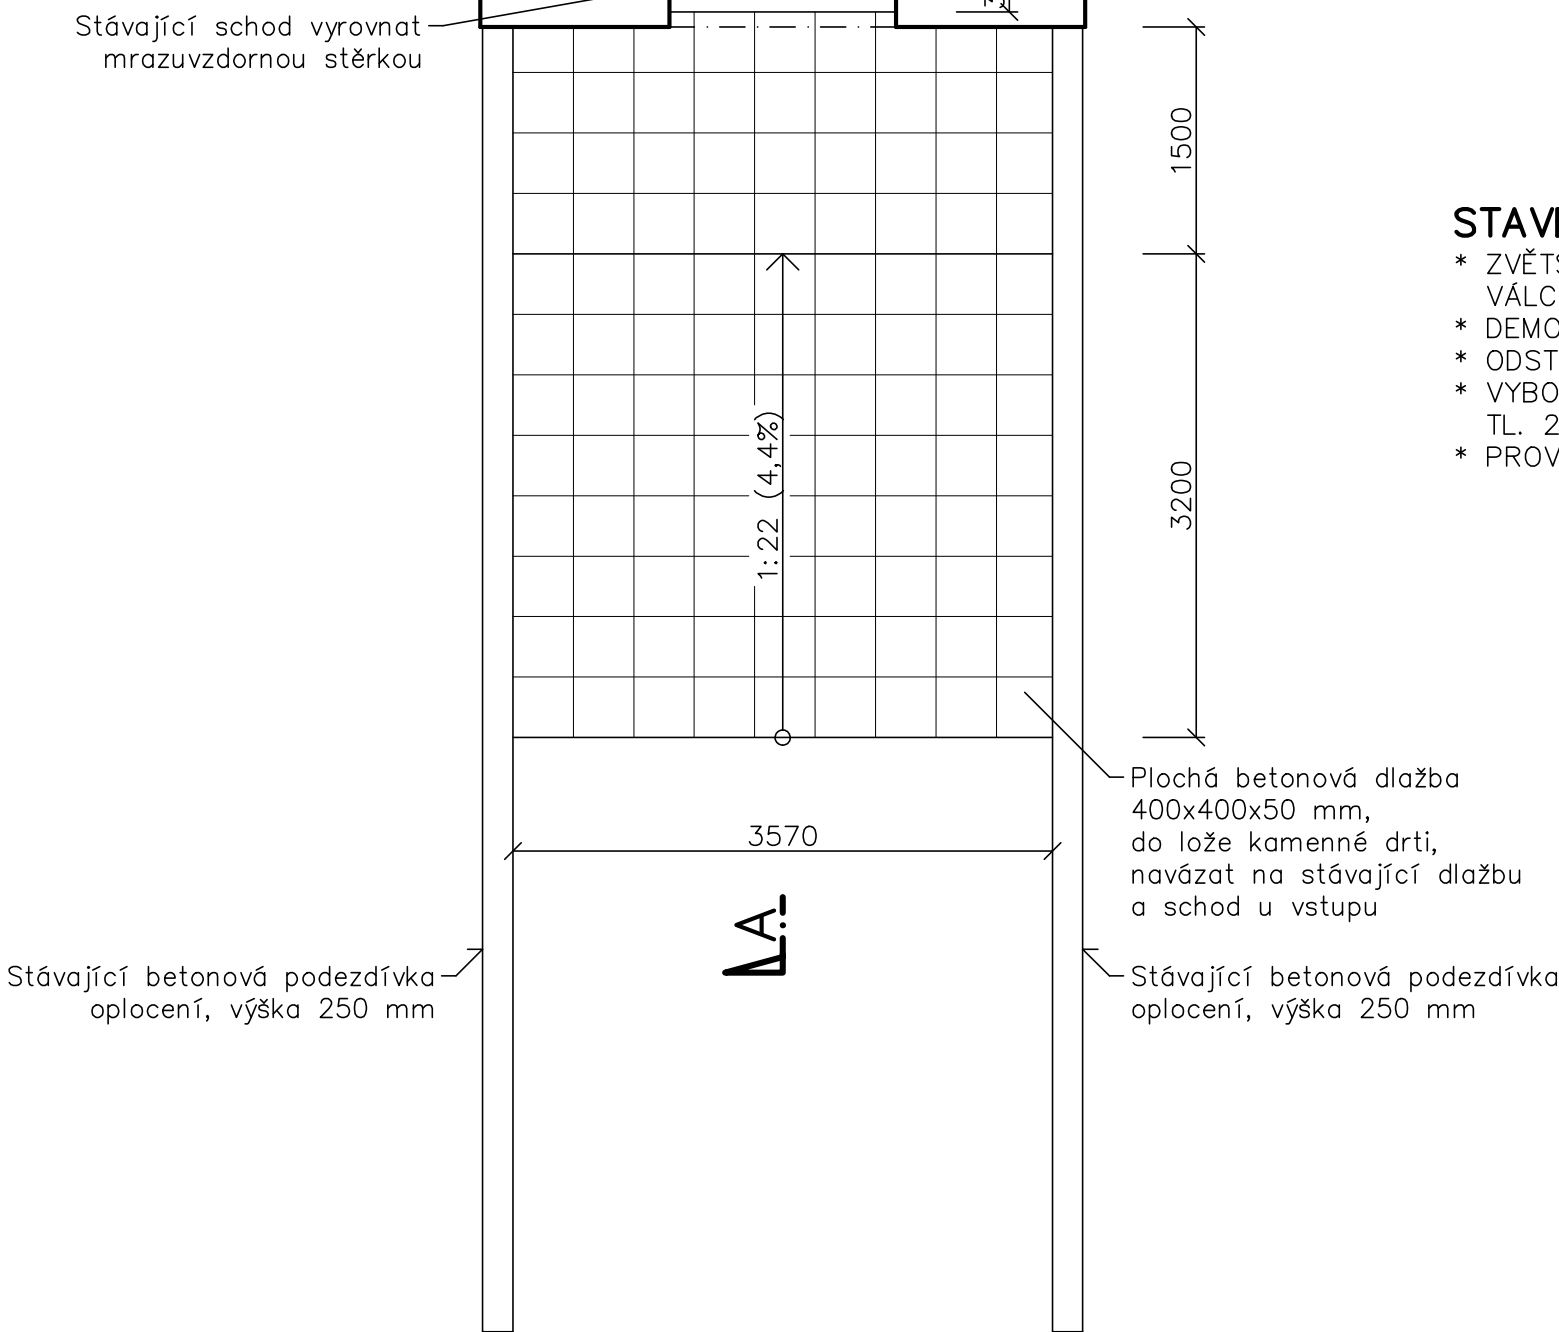 Stávající schod vyrovnat
mrazuvzdornou stěrkou
1500
3200
1:22 (4,4%)
3570
A
Plochá betonová dlažba
400x400x50 mm,
do lože kamenné drti,
navázat na stávající dlažbu
a schod u vstupu
Stávající betonová podezdívka
oplocení, výška 250 mm
Stávající betonová podezdívka
oplocení, výška 250 mm
* ZVĚT
VÁLC
* DEMO
* ODST
* VYBO
TL. 2
* PROV